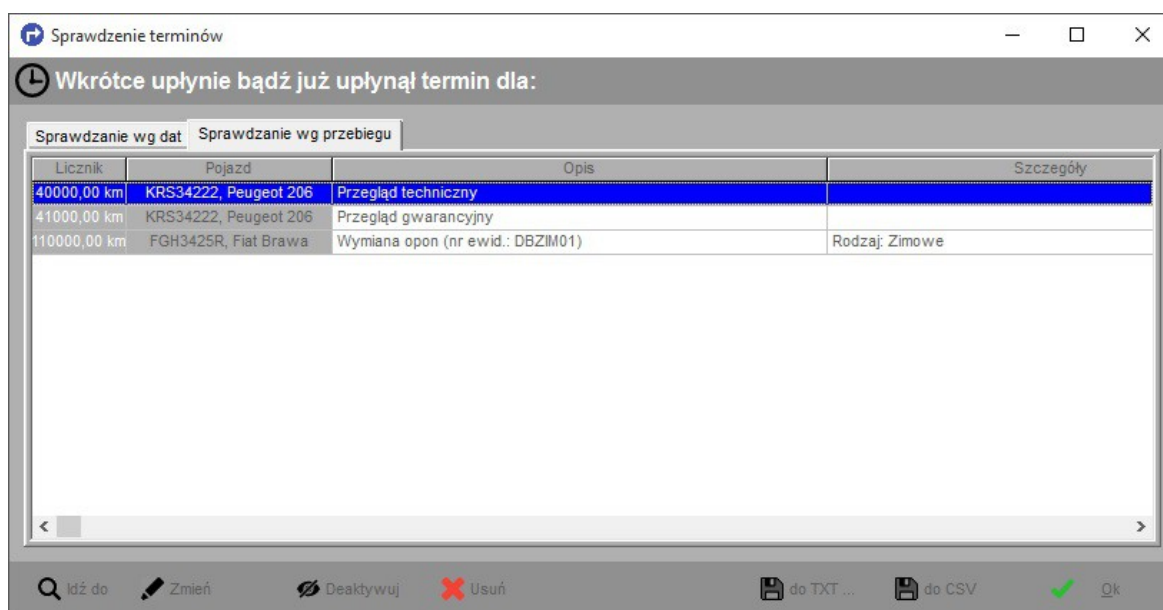 Sprawdzenie terminów
Wkrótce upłynie bądź już upłynął termin dla:
Sprawdzanie wg dat Sprawdzanie wg przebiegu
Licznik Pojazd Opis Szczegóły
40000,00 km KRS34222, Peugeot 206 Przegląd techniczny
41000,00 km KRS34222, Peugeot 206 Przegląd gwarancyjny
110000,00 km FGH3425R, Fiat Brawa Wymiana opon (nr ewid.: DBZIM01) Rodzaj: Zimowe
Idź do Zmień Deaktywuj Usuń do TXT ... do CSV Ok